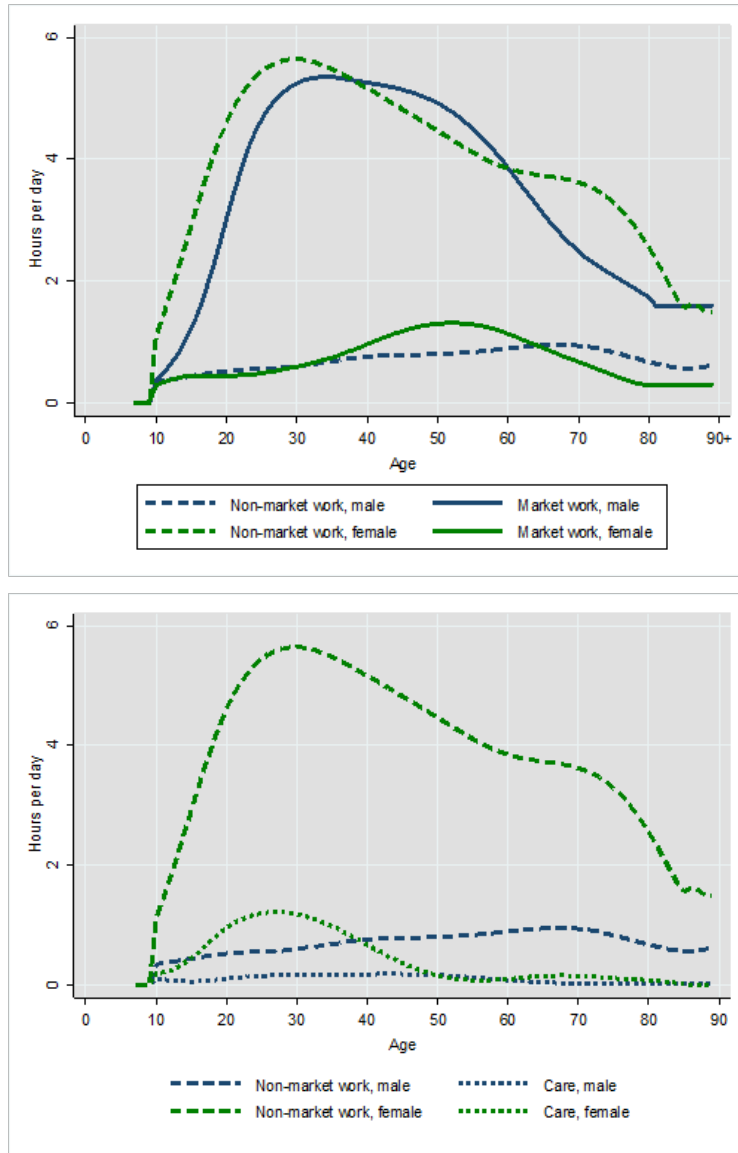 6
4
2
0
Hours per day
0 10 20 30 40 50 60 70 80 90+
Age
Non-market work, male Market work, male
Non-market work, female Market work, female
6
4
2
0
Hours per day
0 10 20 30 40 50 60 70 80 90
Age
Non-market work, male Care, male
Non-market work, female Care, female